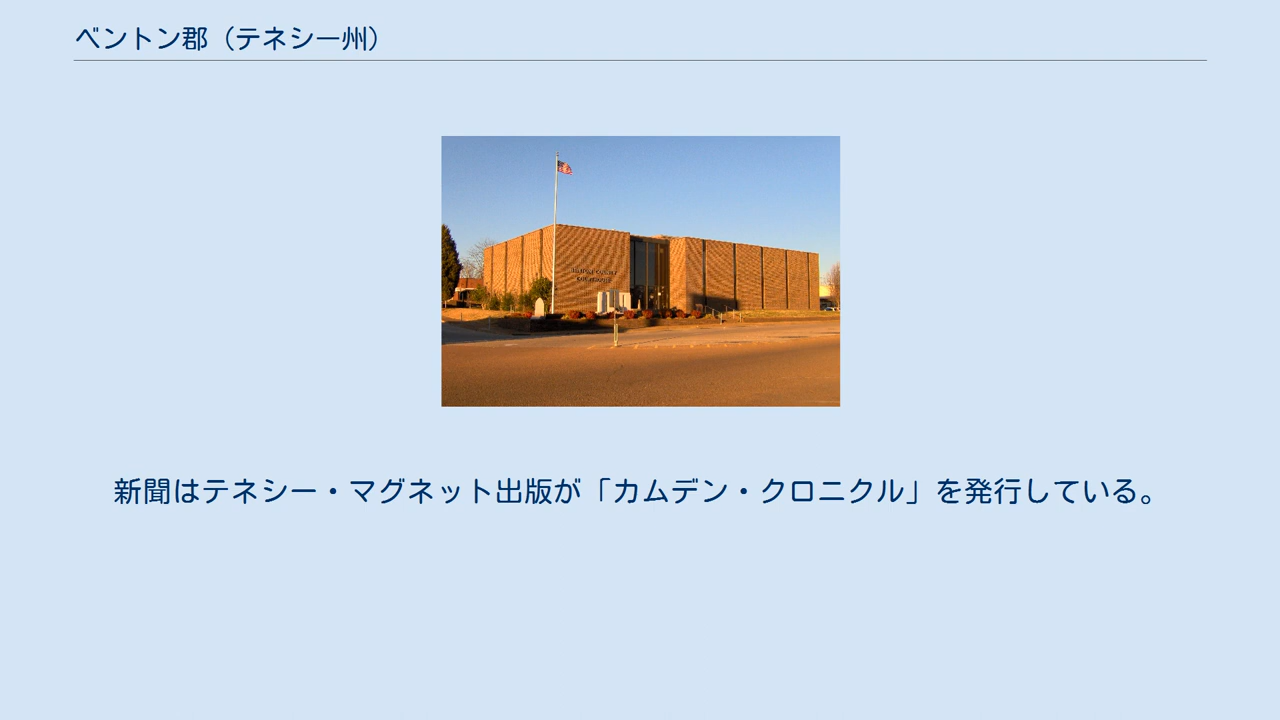 ベントン郡（テネシー州）
新聞はテネシー・マグネット出版が「カムデン・クロニクル」を発行している。